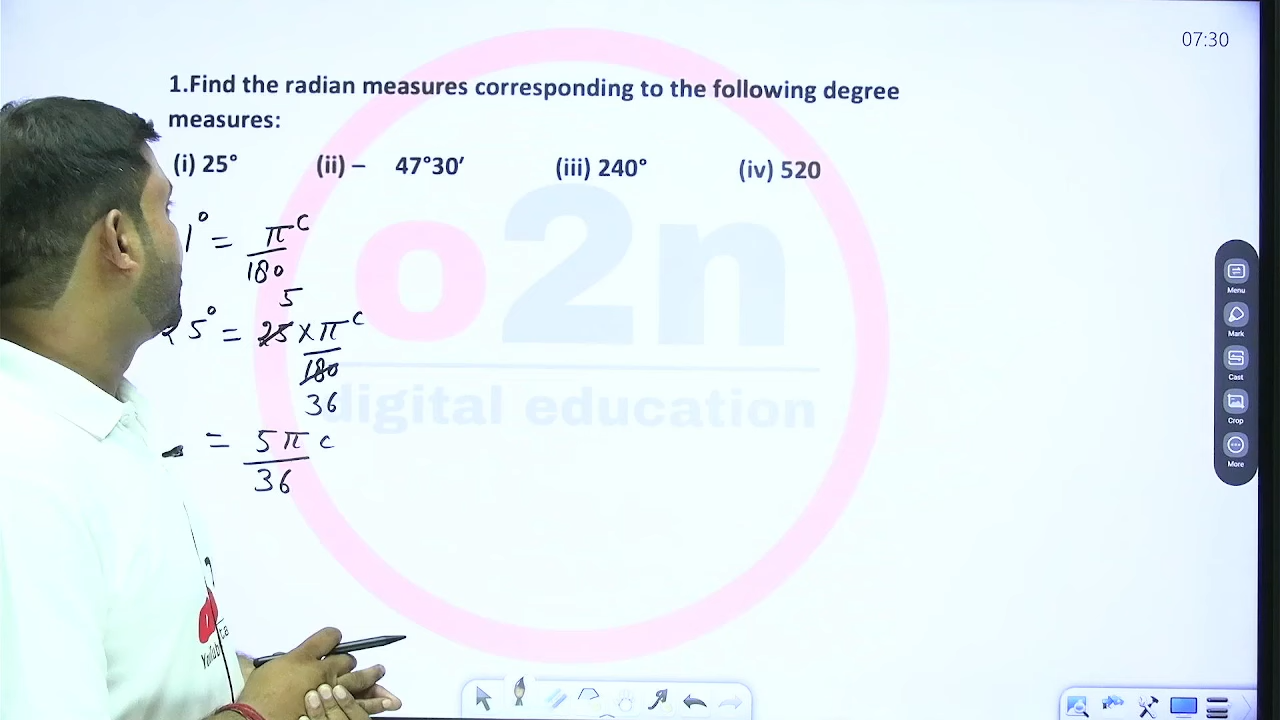 07:30
1.Find the radian measures corresponding to the following degree
measures:
(i) 25° (ii) – 47°30′ (iii) 240° (iv) 520
1° = π^c
180
5
25° = 25 × π^c
180
36
= 5π c
36
o2n
digital education
Menu
Mark
Cast
Crop
More